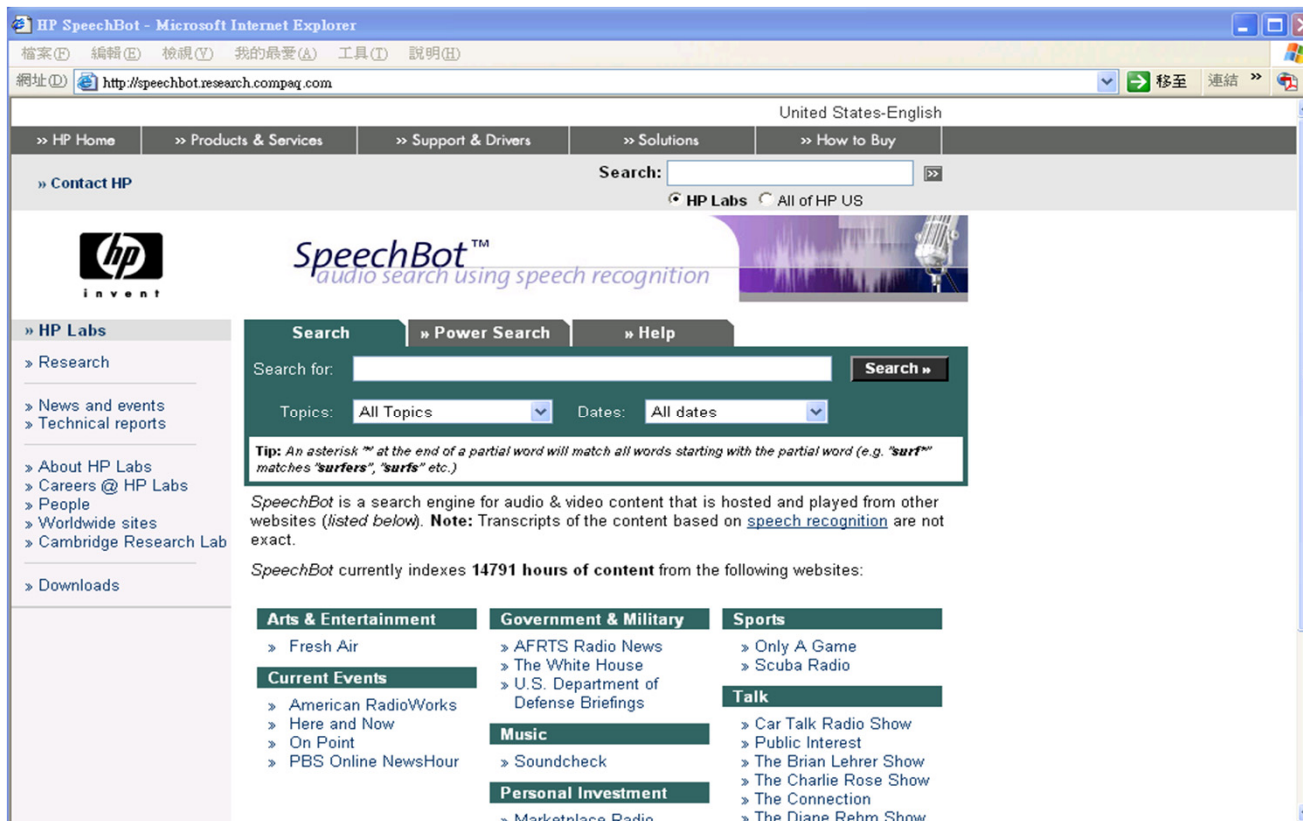 HP SpeechBot - Microsoft Internet Explorer
檔案(F) 編輯(E) 檢視(V) 我的最愛(A) 工具(T) 說明(H)
網址(D) http://speechbot.research.compaq.com 移至 連結 »
United States-English
» HP Home » Products & Services » Support & Drivers » Solutions » How to Buy
» Contact HP
Search:
HP Labs All of HP US
hp
invent
SpeechBot™
audio search using speech recognition
» HP Labs
» Research
» News and events
» Technical reports
» About HP Labs
» Careers @ HP Labs
» People
» Worldwide sites
» Cambridge Research Lab
» Downloads
Search » Power Search » Help
Search for: Search »
Topics: All Topics Dates: All dates
Tip: An asterisk "*" at the end of a partial word will match all words starting with the partial word (e.g. "surf*"
matches "surfers", "surfs" etc.)
SpeechBot is a search engine for audio & video content that is hosted and played from other
websites (listed below). Note: Transcripts of the content based on speech recognition are not
exact.
SpeechBot currently indexes 14791 hours of content from the following websites:
Arts & Entertainment
» Fresh Air
Current Events
» American RadioWorks
» Here and Now
» On Point
» PBS Online NewsHour
Government & Military
» AFRTS Radio News
» The White House
» U.S. Department of
Defense Briefings
Music
» Soundcheck
Personal Investment
» Marketplace Radio
Sports
» Only A Game
» Scuba Radio
Talk
» Car Talk Radio Show
» Public Interest
» The Brian Lehrer Show
» The Charlie Rose Show
» The Connection
» The Diane Rehm Show